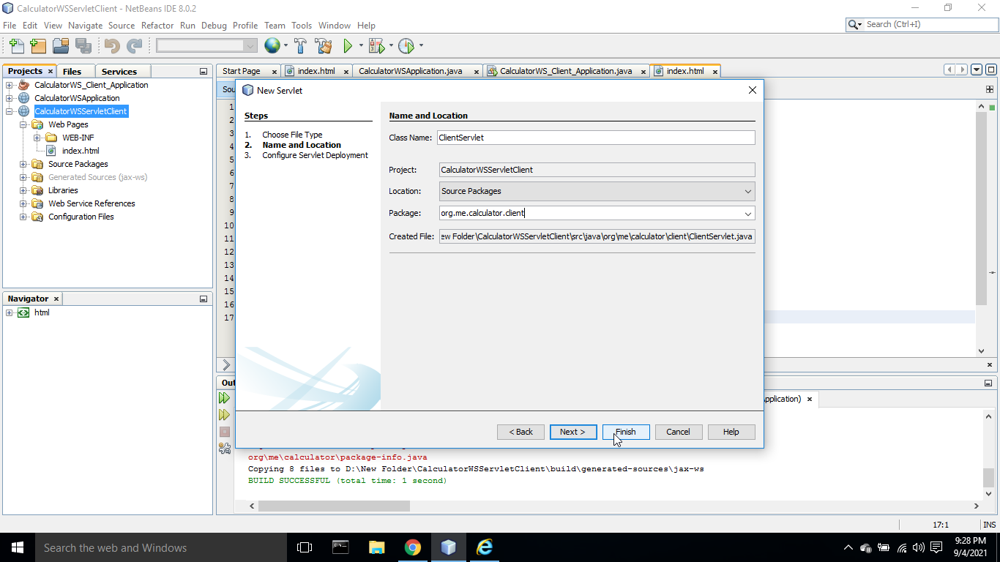 CalculatorWSServletClient - NetBeans IDE 8.0.2
File Edit View Navigate Source Refactor Run Debug Profile Team Tools Window Help
Search (Ctrl+I)
Projects Files Services
Start Page index.html CalculatorWSApplication.java CalculatorWS_Client_Application.java index.html
CalculatorWS_Client_Application
CalculatorWSApplication
CalculatorWSServletClient
Web Pages
WEB-INF
index.html
Source Packages
Generated Sources (jax-ws)
Libraries
Web Service References
Configuration Files
Navigator
html
Sou
1
2
3
4
5
6
7
8
9
10
11
12
13
14
15
16
17
New Servlet
Steps
1. Choose File Type
2. Name and Location
3. Configure Servlet Deployment
Name and Location
Class Name: ClientServlet
Project: CalculatorWSServletClient
Location: Source Packages
Package: org.me.calculator.client
Created File: ew Folder\CalculatorWSServletClient\src\java\org\me\calculator\client\ClientServlet.java
< Back Next > Finish Cancel Help
Out
pplication)
org\me\calculator\package-info.java
Copying 8 files to D:\New Folder\CalculatorWSServletClient\build\generated-sources\jax-ws
BUILD SUCCESSFUL (total time: 1 second)
17:1 INS
Search the web and Windows
9:28 PM
9/4/2021